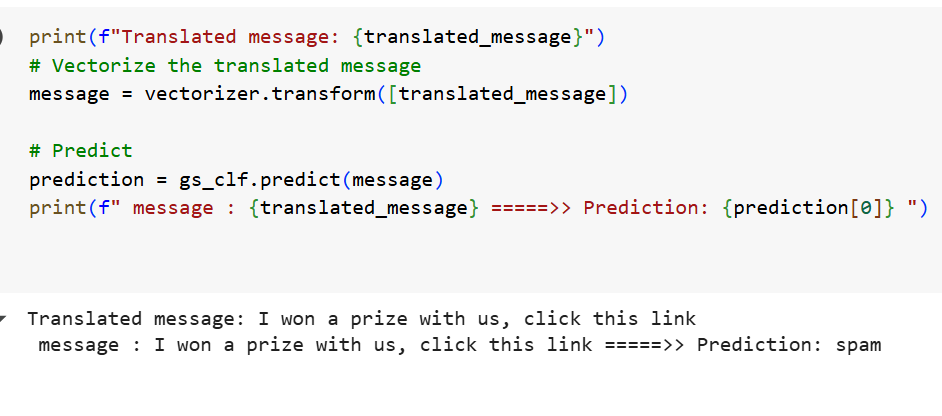 print(f"Translated message: {translated_message}")
# Vectorize the translated message
message = vectorizer.transform([translated_message])
# Predict
prediction = gs_clf.predict(message)
print(f" message : {translated_message} =====>> Prediction: {prediction[0]} ")
Translated message: I won a prize with us, click this link
message : I won a prize with us, click this link =====>> Prediction: spam